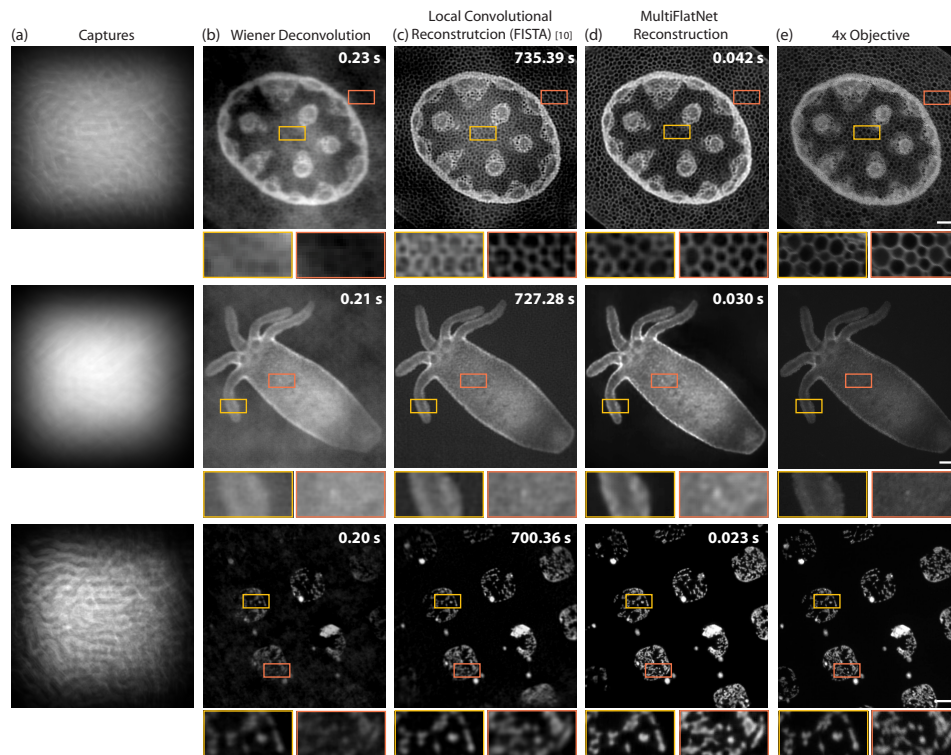 Local Convolutional
MultiFlatNet
(a) Captures (b) Wiener Deconvolution (c) Reconstrutcion (FISTA) [10] (d) Reconstruction (e) 4x Objective
0.23 s 735.39 s 0.042 s
0.21 s 727.28 s 0.030 s
0.20 s 700.36 s 0.023 s